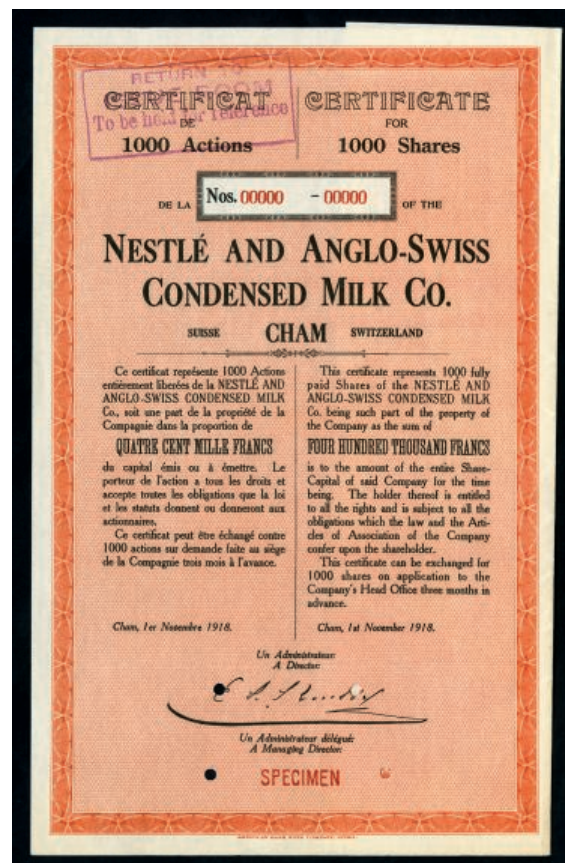 RETURN TO
To be held for reference
CERTIFICAT
DE
1000 Actions
CERTIFICATE
FOR
1000 Shares
DE LA
Nos. 00000 - 00000
OF THE
NESTLÉ AND ANGLO-SWISS
CONDENSED MILK CO.
SUISSE CHAM SWITZERLAND
Ce certificat représente 1000 Actions
entièrement libérées de la NESTLÉ AND
ANGLO-SWISS CONDENSED MILK
Co., soit une part de la propriété de la
Compagnie dans la proportion de
QUATRE CENT MILLE FRANCS
du capital émis ou à émettre. Le
porteur de l'action a tous les droits et
accepte toutes les obligations que la loi
et les statuts donnent ou donneront aux
actionnaires.
Ce certificat peut être échangé contre
1000 actions sur demande faite au siège
de la Compagnie trois mois à l'avance.
Cham, 1er Novembre 1918.
This certificate represents 1000 fully
paid Shares of the NESTLÉ AND
ANGLO-SWISS CONDENSED MILK
Co. being such part of the property of
the Company as the sum of
FOUR HUNDRED THOUSAND FRANCS
is to the amount of the entire Share-
Capital of said Company for the time
being. The holder thereof is entitled
to all the rights and is subject to all the
obligations which the law and the Arti-
cles of Association of the Company
confer upon the shareholder.
This certificate can be exchanged for
1000 shares on application to the
Company's Head Office three months in
advance.
Cham, 1st November 1918.
Un Administrateur:
A Director:
Un Administrateur délégué:
A Managing Director:
SPECIMEN